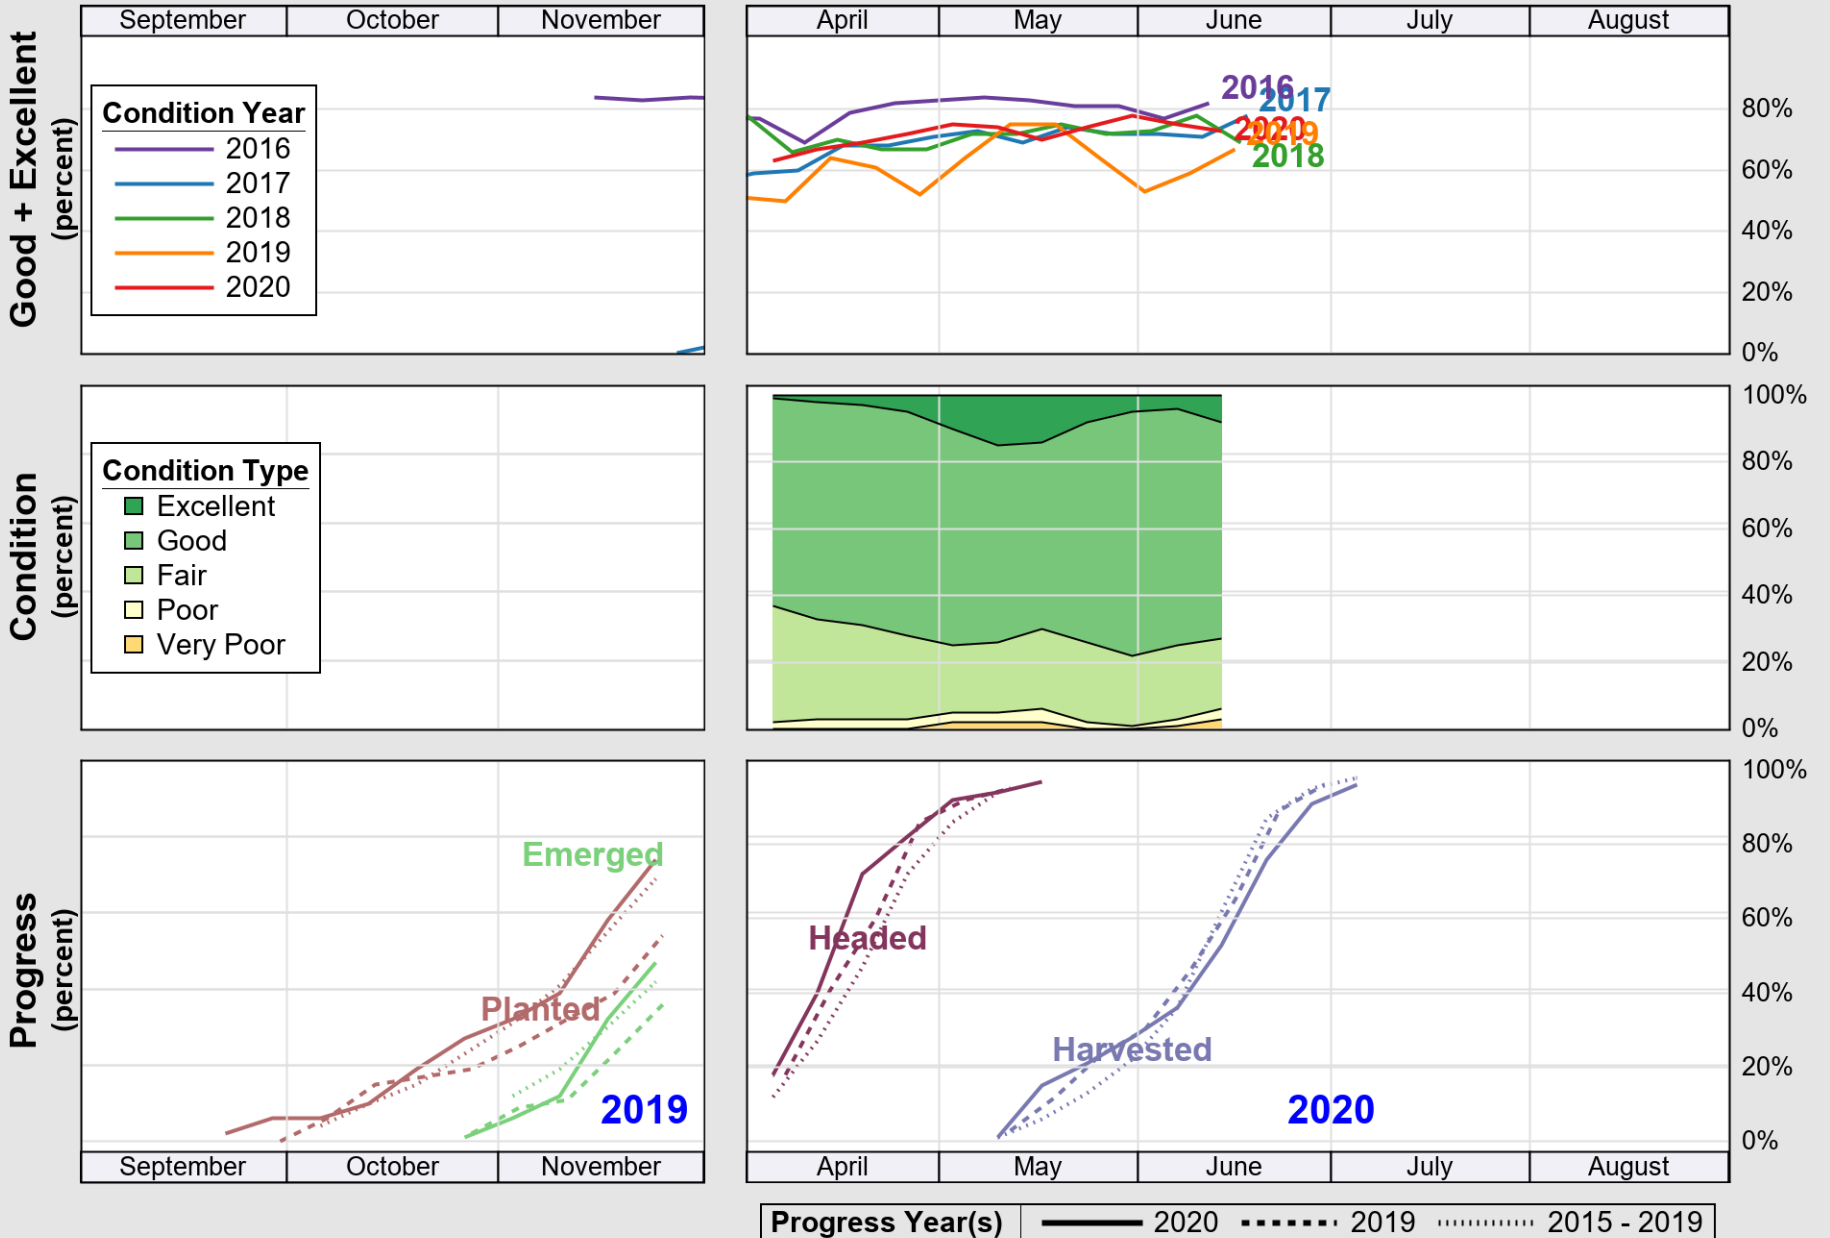 September October November April May June July August
Good + Excellent
(percent)
Condition Year
2016
2017
2018
2019
2020
2016
2017
2020
2019
2018
80%
60%
40%
20%
0%
Condition
(percent)
Condition Type
Excellent
Good
Fair
Poor
Very Poor
100%
80%
60%
40%
20%
0%
Progress
(percent)
Emerged
Planted
2019
Headed
Harvested
2020
100%
80%
60%
40%
20%
0%
September October November April May June July August
Progress Year(s) 2020 2019 2015 - 2019